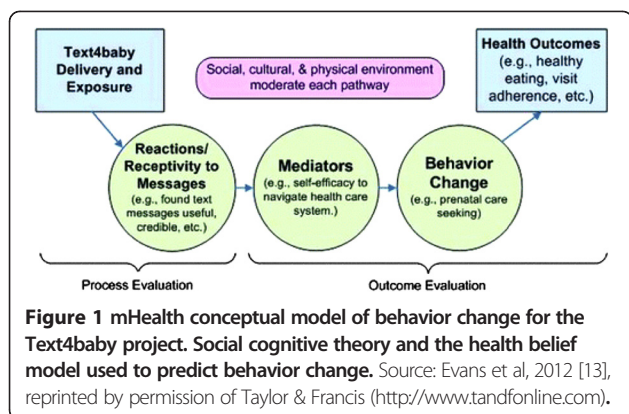 Text4baby
Delivery and
Exposure
Social, cultural, & physical environment
moderate each pathway
Health Outcomes
(e.g., healthy
eating, visit
adherence, etc.)
Reactions/
Receptivity to
Messages
(e.g., found text
messages useful,
credible, etc.)
Mediators
(e.g., self-efficacy to
navigate health care
system.)
Behavior
Change
(e.g., prenatal care
seeking)
Process Evaluation
Outcome Evaluation
Figure 1 mHealth conceptual model of behavior change for the
Text4baby project. Social cognitive theory and the health belief
model used to predict behavior change. Source: Evans et al, 2012 [13],
reprinted by permission of Taylor & Francis (http://www.tandfonline.com).